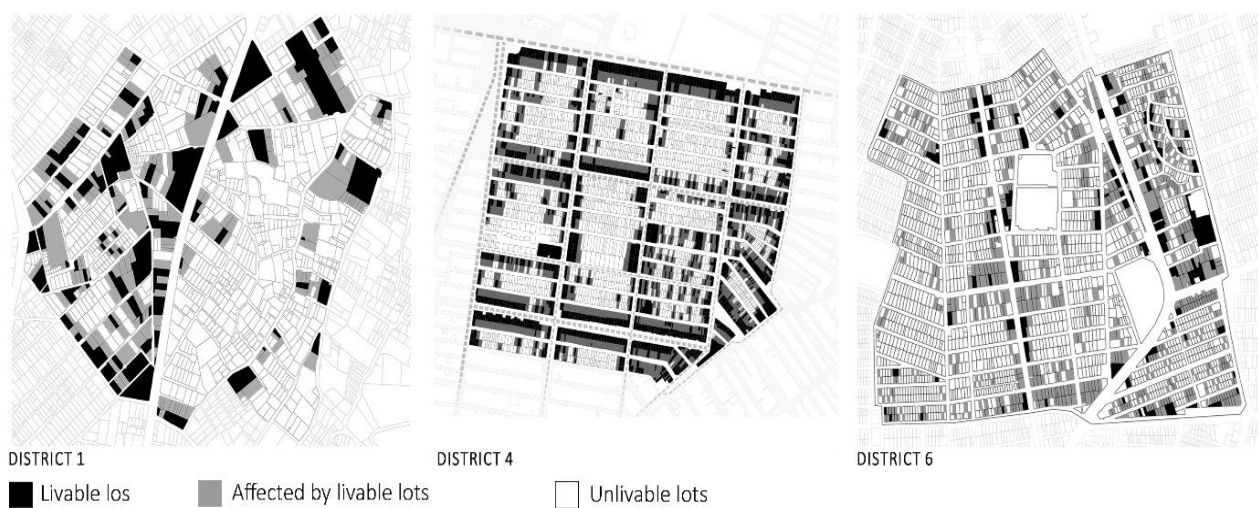 DISTRICT 1
DISTRICT 4
DISTRICT 6
Livable los
Affected by livable lots
Unlivable lots